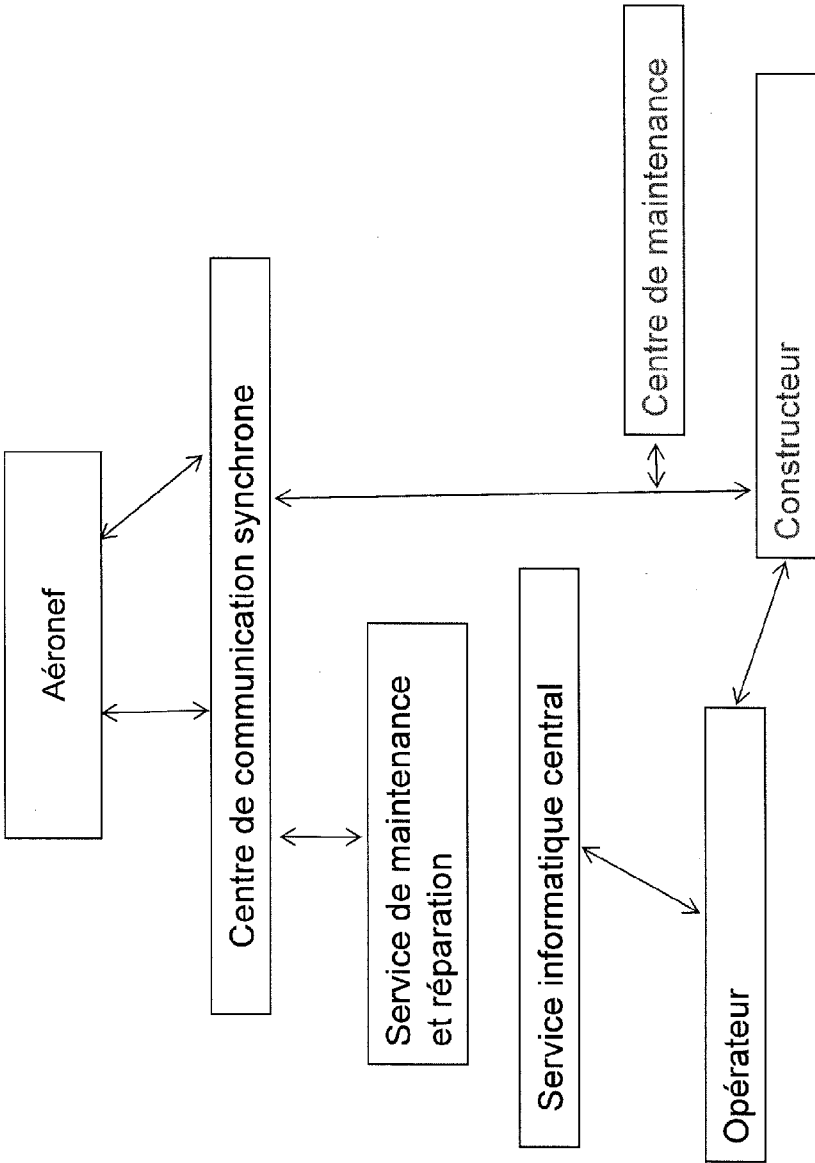 Aéronef
Centre de communication synchrone
Service de maintenance
et réparation
Service informatique central
Centre de maintenance
Opérateur
Constructeur